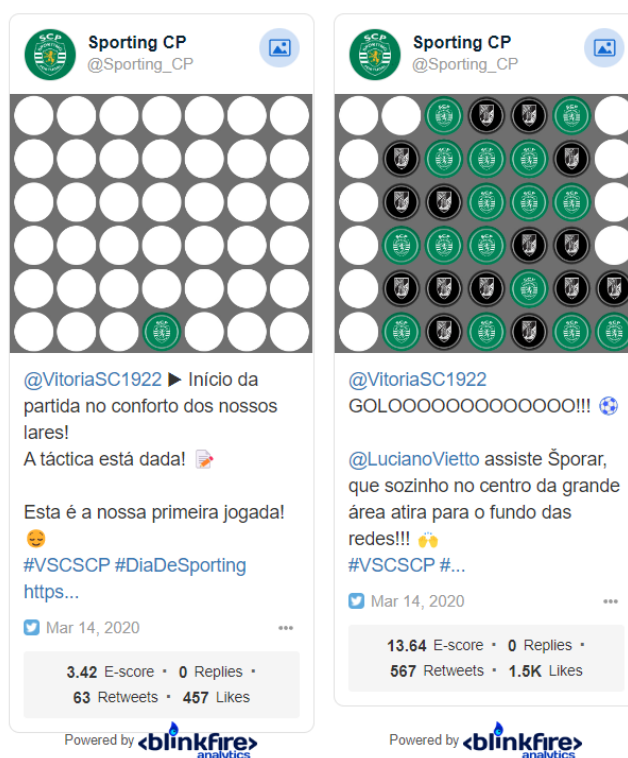 Sporting CP
@Sporting_CP
@VitoriaSC1922 ▶ Início da
partida no conforto dos nossos
lares!
A táctica está dada! 📝
Esta é a nossa primeira jogada!
😌
#VSCSCP #DiaDeSporting
https...
Mar 14, 2020
3.42 E-score • 0 Replies •
63 Retweets • 457 Likes
Powered by <blinkfire>
analytics
Sporting CP
@Sporting_CP
@VitoriaSC1922
GOLOOOOOOOOOOOOO!!! ⚽
@LucianoVietto assiste Šporar,
que sozinho no centro da grande
área atira para o fundo das
redes!!! 🙌
#VSCSCP #...
Mar 14, 2020
13.64 E-score • 0 Replies •
567 Retweets • 1.5K Likes
Powered by <blinkfire>
analytics